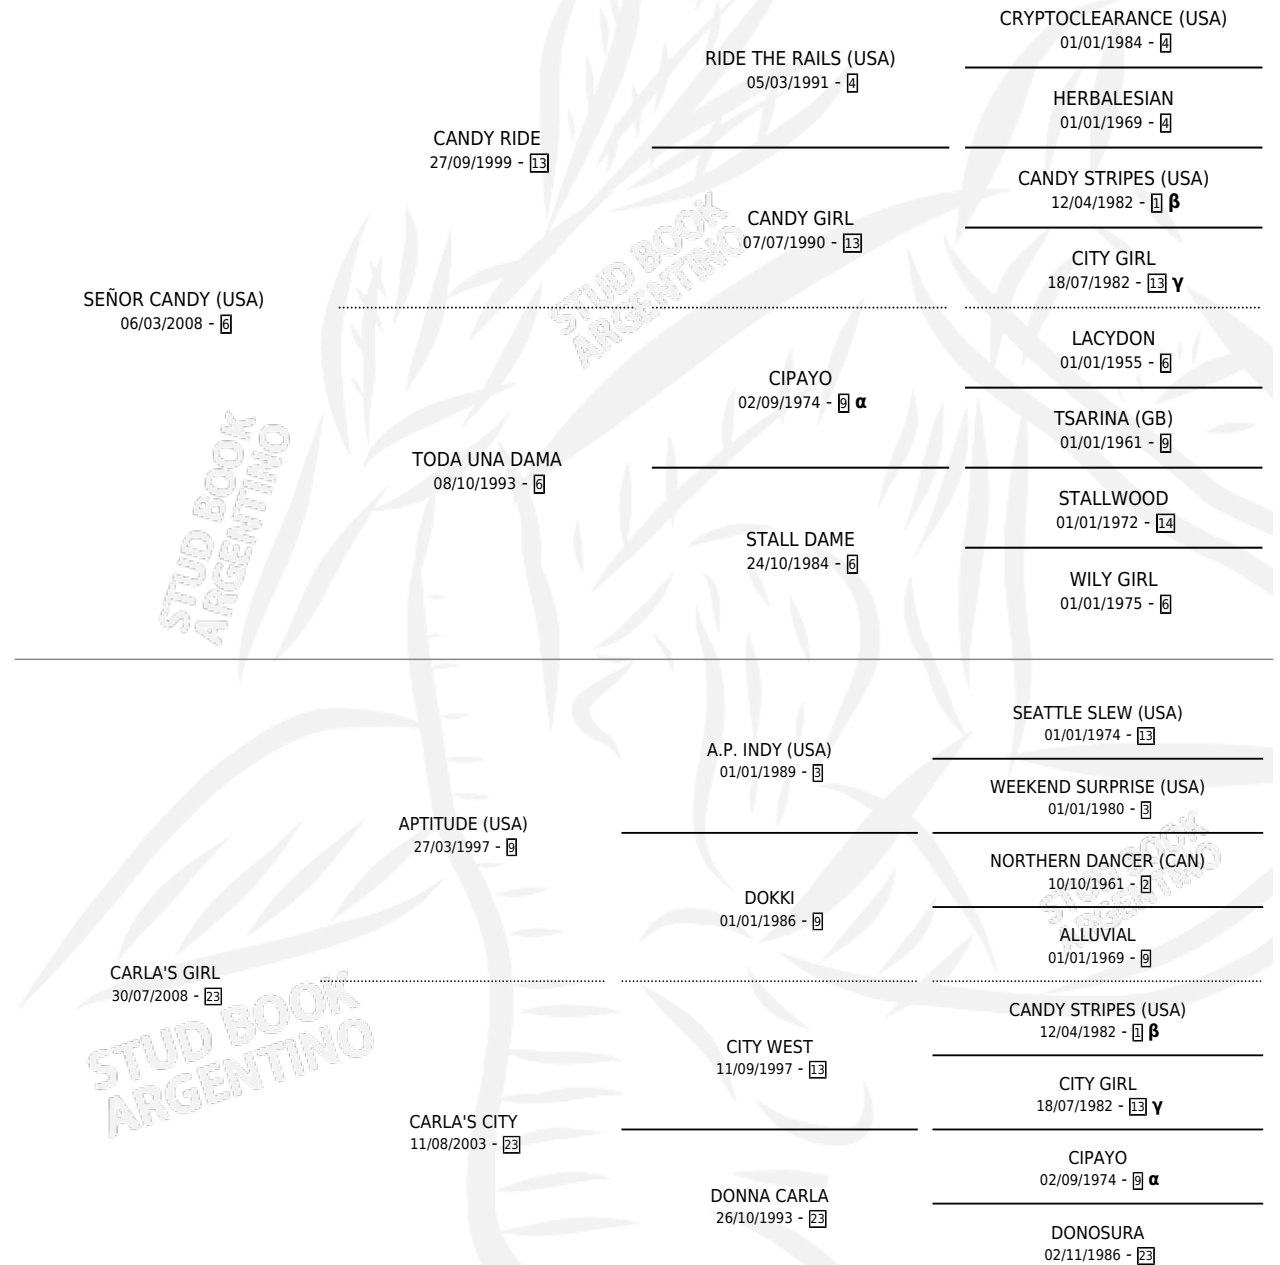 CRYPTOCLEARANCE (USA)
01/01/1984 - 4
RIDE THE RAILS (USA)
05/03/1991 - 4
HERBALESIAN
01/01/1969 - 4
CANDY RIDE
27/09/1999 - 13
CANDY STRIPES (USA)
12/04/1982 - 1 β
CANDY GIRL
07/07/1990 - 13
CITY GIRL
18/07/1982 - 13 γ
SEÑOR CANDY (USA)
06/03/2008 - 6
LACYDON
01/01/1955 - 6
CIPAYO
02/09/1974 - 9 α
TSARINA (GB)
01/01/1961 - 9
TODA UNA DAMA
08/10/1993 - 6
STALLWOOD
01/01/1972 - 14
STALL DAME
24/10/1984 - 6
WILY GIRL
01/01/1975 - 6
SEATTLE SLEW (USA)
01/01/1974 - 13
A.P. INDY (USA)
01/01/1989 - 3
WEEKEND SURPRISE (USA)
01/01/1980 - 3
APTITUDE (USA)
27/03/1997 - 9
NORTHERN DANCER (CAN)
10/10/1961 - 2
DOKKI
01/01/1986 - 9
ALLUVIAL
01/01/1969 - 9
CARLA'S GIRL
30/07/2008 - 23
CANDY STRIPES (USA)
12/04/1982 - 1 β
CITY WEST
11/09/1997 - 13
CITY GIRL
18/07/1982 - 13 γ
CARLA'S CITY
11/08/2003 - 23
CIPAYO
02/09/1974 - 9 α
DONNA CARLA
26/10/1993 - 23
DONOSURA
02/11/1986 - 23
STUD BOOK
ARGENTINO
STUD BOOK
ARGENTINO
STUD BOOK
ARGENTINO
STUD BOOK
ARGENTINO